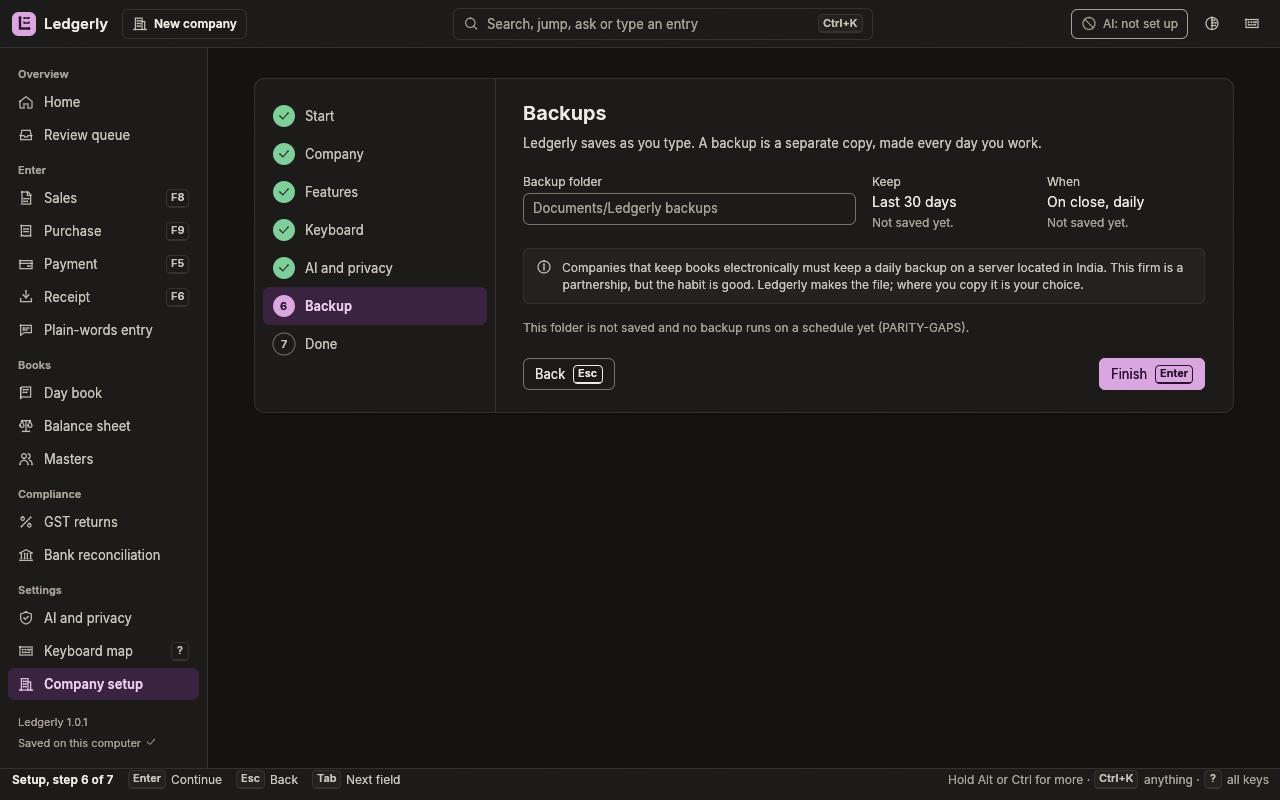 Ledgerly
New company
Search, jump, ask or type an entry
Ctrl+K
AI: not set up
Overview
Home
Review queue
Enter
Sales F8
Purchase F9
Payment F5
Receipt F6
Plain-words entry
Books
Day book
Balance sheet
Masters
Compliance
GST returns
Bank reconciliation
Settings
AI and privacy
Keyboard map ?
Company setup
Ledgerly 1.0.1
Saved on this computer
Start
Company
Features
Keyboard
AI and privacy
6 Backup
7 Done
Backups
Ledgerly saves as you type. A backup is a separate copy, made every day you work.
Backup folder
Documents/Ledgerly backups
Keep
Last 30 days
Not saved yet.
When
On close, daily
Not saved yet.
Companies that keep books electronically must keep a daily backup on a server located in India. This firm is a
partnership, but the habit is good. Ledgerly makes the file; where you copy it is your choice.
This folder is not saved and no backup runs on a schedule yet (PARITY-GAPS).
Back Esc
Finish Enter
Setup, step 6 of 7 Enter Continue Esc Back Tab Next field
Hold Alt or Ctrl for more · Ctrl+K anything · ? all keys